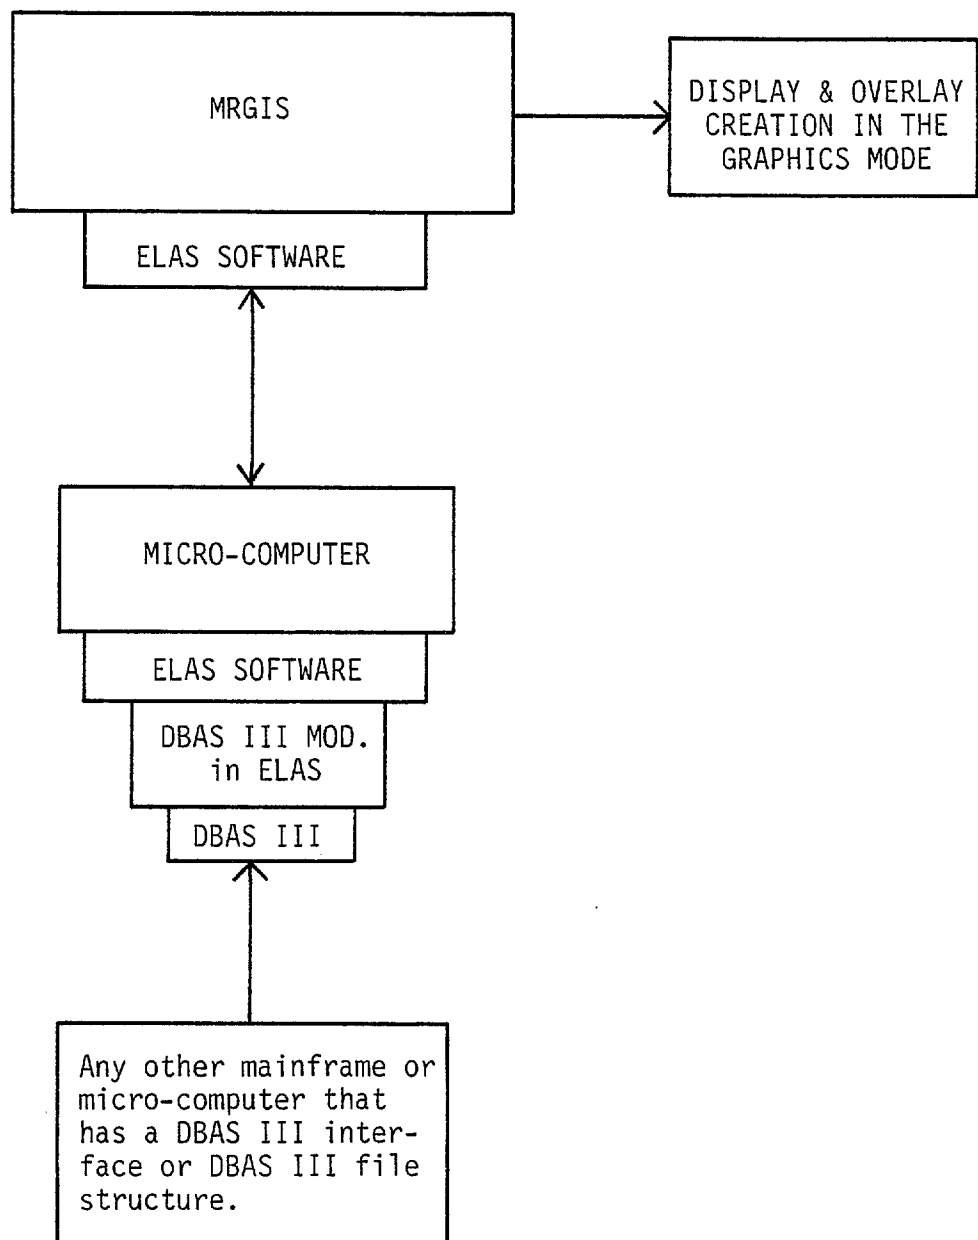 MRGIS
DISPLAY & OVERLAY
CREATION IN THE
GRAPHICS MODE
ELAS SOFTWARE
MICRO-COMPUTER
ELAS SOFTWARE
DBAS III MOD.
in ELAS
DBAS III
Any other mainframe or
micro-computer that
has a DBAS III inter-
face or DBAS III file
structure.